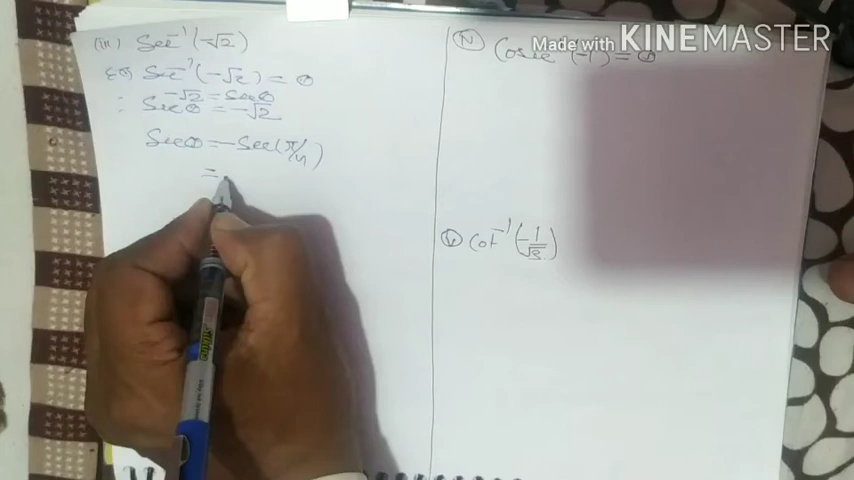 (iii) Sec⁻¹(-√2)
Sec⁻¹(-√2) = θ
-√2 = Secθ
∴ Secθ = -√2
Secθ = -Sec(π/4)
=
(iv) Cosec⁻¹(-1) = θ
(v) Cot⁻¹(-1/√3)
Made with KINEMASTER